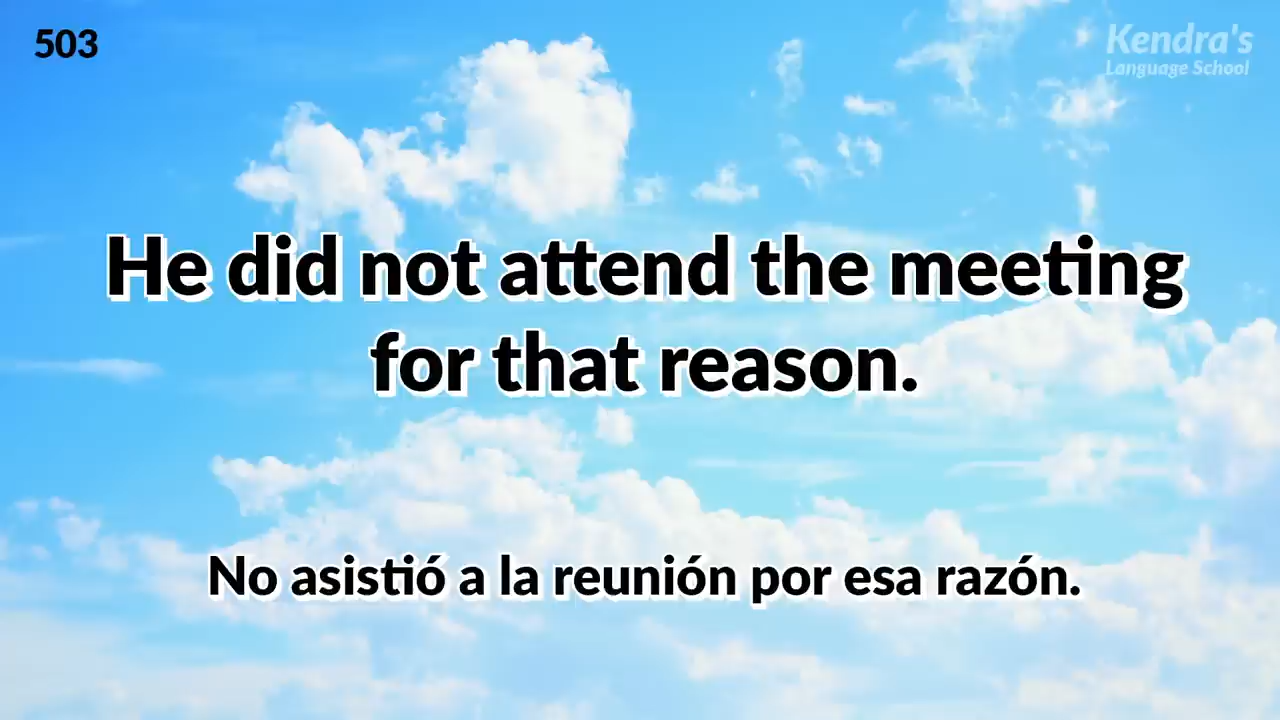 503
Kendra's
Language School
He did not attend the meeting
for that reason.
No asistió a la reunión por esa razón.